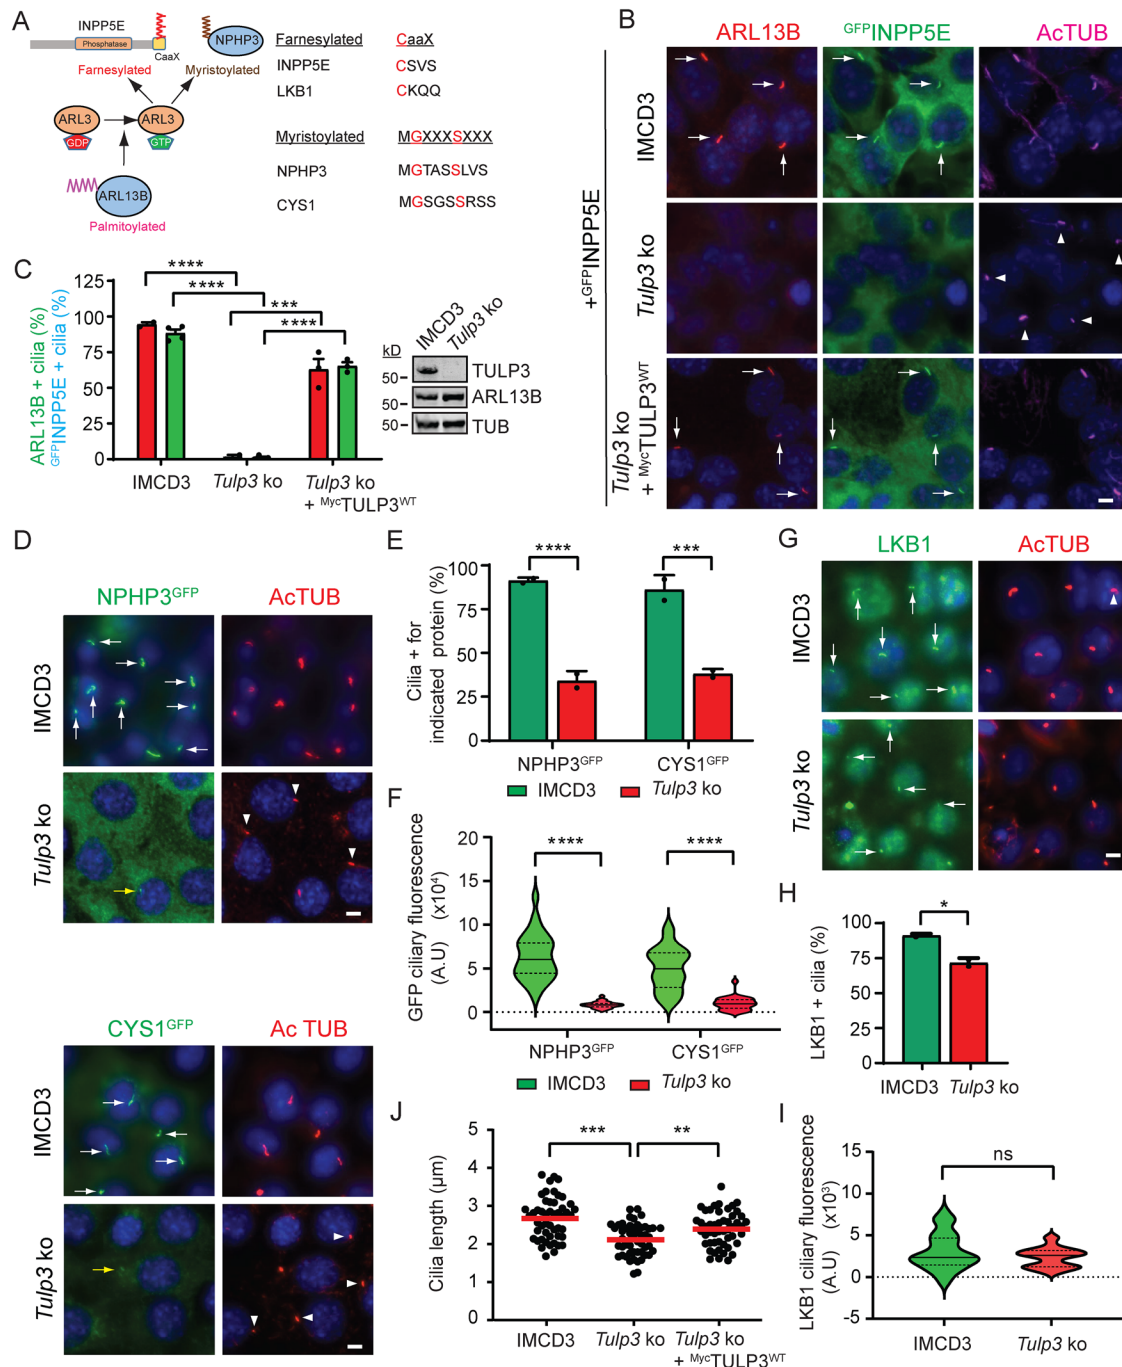 A
INPP5E
Phosphatase
CaaX
NPHP3
Farnesylated
Myristoylated
ARL3
ARL3
GDP
GTP
ARL13B
Palmitoylated
Farnesylated CaaX
INPP5E CSVS
LKB1 CKQQ
Myristoylated MGXXXSXXX
NPHP3 MGTASSLVS
CYS1 MGSGSSRSS
B
ARL13B GFPINPP5E AcTUB
+GFPINPP5E
IMCD3
Tulp3 ko
Tulp3 ko
+ MycTULP3WT
C
ARL13B + cilia (%)
GFPINPP5E + cilia (%)
125
100
75
50
25
0
****
****
***
****
IMCD3 Tulp3 ko Tulp3 ko
+ MycTULP3WT
IMCD3
Tulp3 ko
kD
50 TULP3
50 ARL13B
50 TUB
D
NPHP3GFP AcTUB
IMCD3
Tulp3 ko
CYS1GFP Ac TUB
IMCD3
Tulp3 ko
E
Cilia + for
indicated protein (%)
100
75
50
25
0
****
***
NPHP3GFP CYS1GFP
IMCD3 Tulp3 ko
F
GFP ciliary fluorescence
(A.U) (x10⁴)
20
15
10
5
0
****
****
NPHP3GFP CYS1GFP
IMCD3 Tulp3 ko
G
LKB1 AcTUB
IMCD3
Tulp3 ko
H
LKB1 + cilia (%)
100
75
50
25
0
*
IMCD3 Tulp3 ko
I
LKB1 ciliary fluorescence
(A.U) (x10³)
15
10
5
0
-5
ns
IMCD3 Tulp3 ko
J
Cilia length (µm)
5
4
3
2
1
0
***
**
IMCD3 Tulp3 ko Tulp3 ko
+ MycTULP3WT